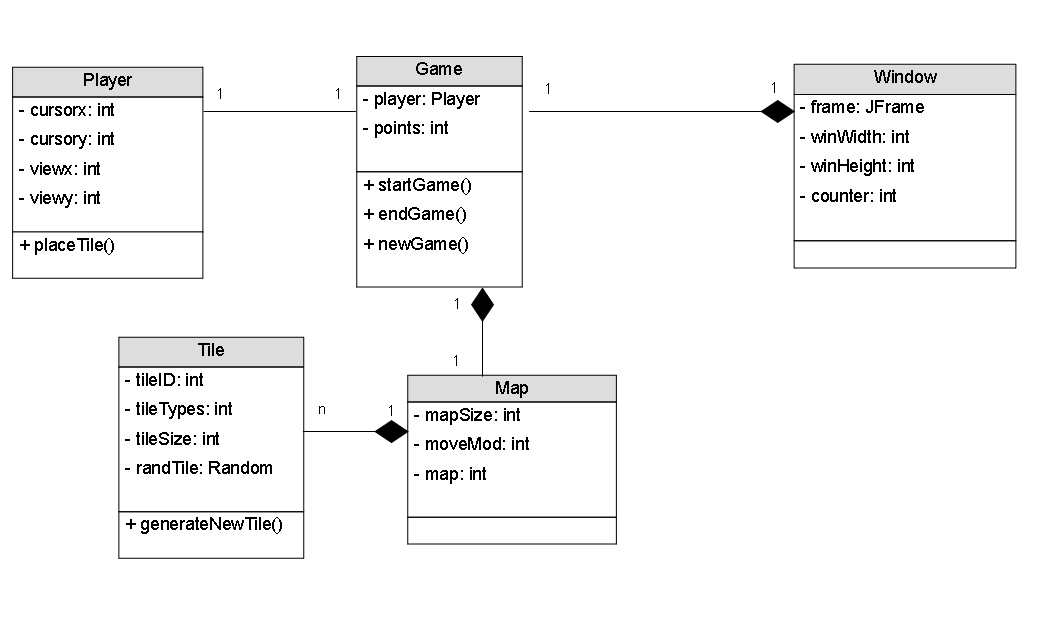 Player
- cursorx: int
- cursory: int
- viewx: int
- viewy: int
+ placeTile()
1
1
Game
- player: Player
- points: int
+ startGame()
+ endGame()
+ newGame()
1
1
Window
- frame: JFrame
- winWidth: int
- winHeight: int
- counter: int
1
1
Tile
- tileID: int
- tileTypes: int
- tileSize: int
- randTile: Random
+ generateNewTile()
n
1
Map
- mapSize: int
- moveMod: int
- map: int